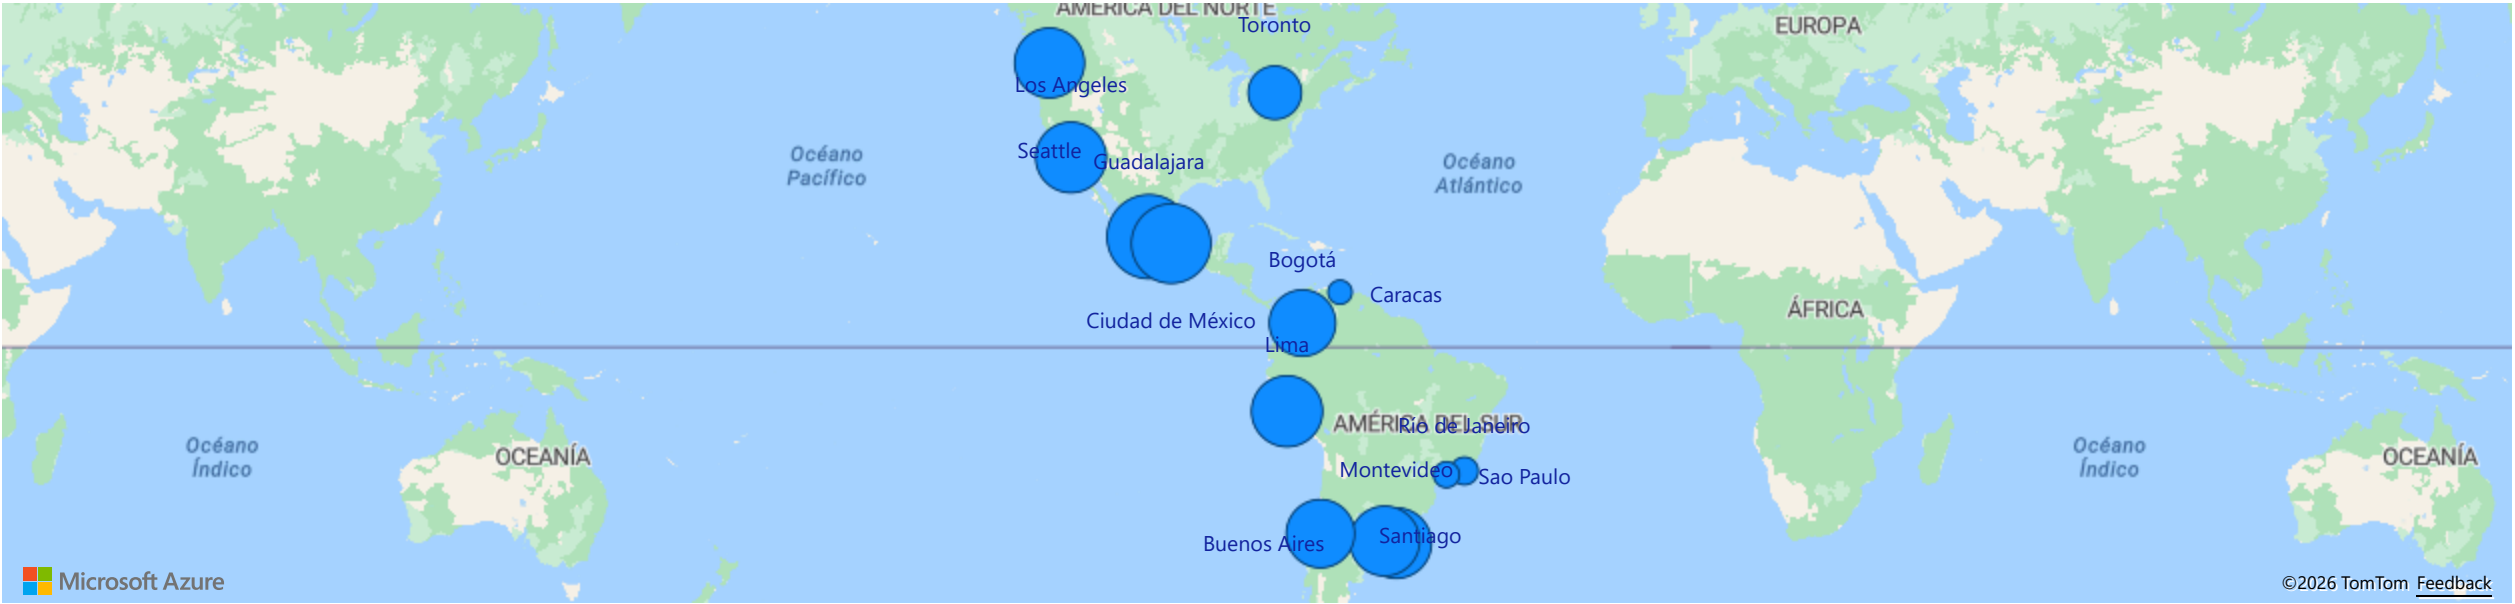 AMÉRICA DEL NORTE
Toronto
EUROPA
Los Angeles
Seattle
Guadalajara
Océano
Pacífico
Océano
Atlántico
Bogotá
Caracas
Ciudad de México
ÁFRICA
Lima
AMÉRICA DEL SUR
Río de Janeiro
Océano
Índico
OCEANÍA
Montevideo
Sao Paulo
Océano
Índico
OCEANÍA
Buenos Aires
Santiago
Microsoft Azure
©2026 TomTom Feedback